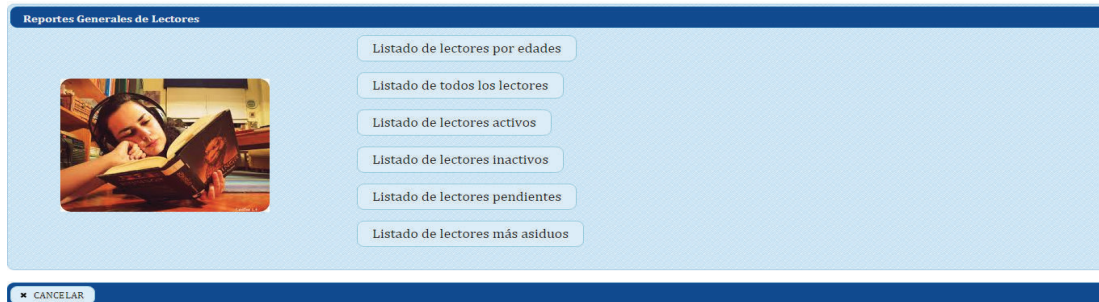 Reportes Generales de Lectores
Listado de lectores por edades
Listado de todos los lectores
Listado de lectores activos
Listado de lectores inactivos
Listado de lectores pendientes
Listado de lectores más asiduos
✖ CANCELAR